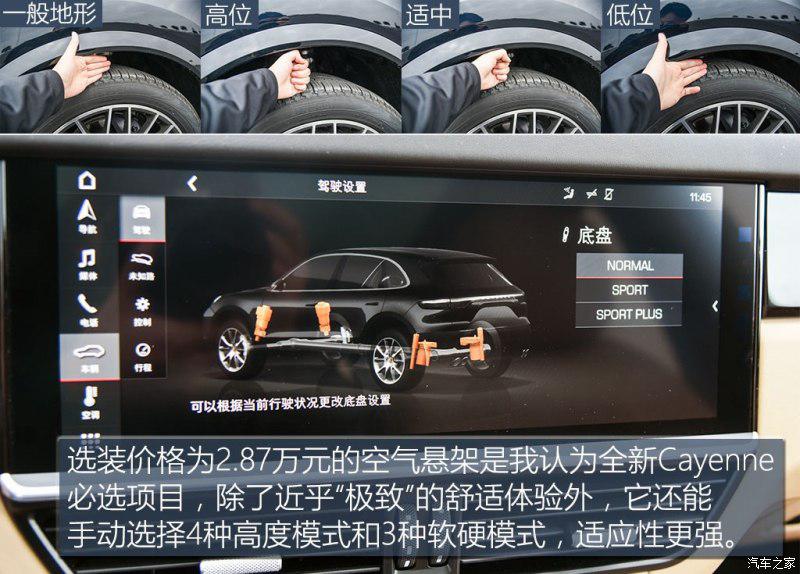 一般地形
高位
适中
低位
驾驶设置
11:45
导航
驾驶
底盘
媒体
未知路
NORMAL
SPORT
SPORT PLUS
电话
控制
车辆
行程
空调
可以根据当前行驶状况更改底盘设置
选装价格为2.87万元的空气悬架是我认为全新Cayenne
必选项目，除了近乎“极致”的舒适体验外，它还能
手动选择4种高度模式和3种软硬模式，适应性更强。
汽车之家